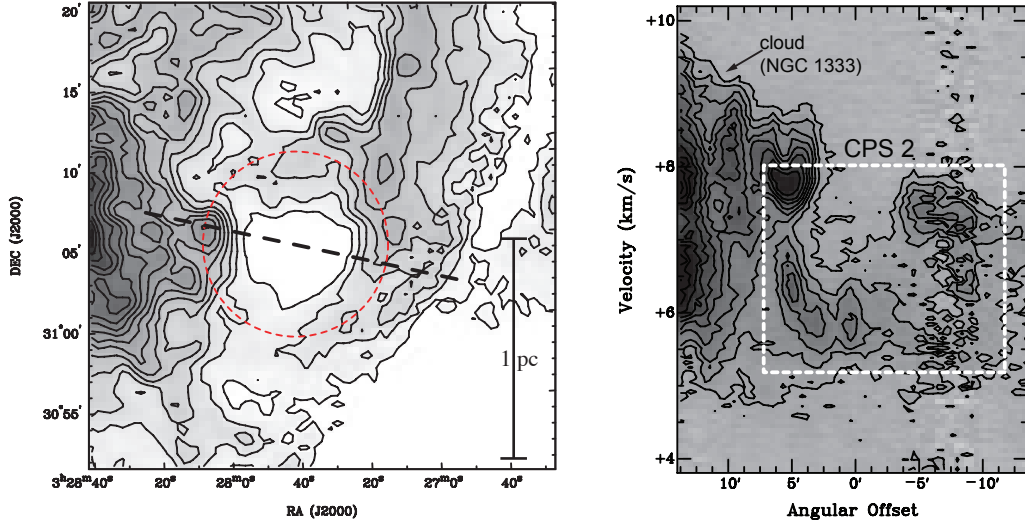 20'
15'
10'
05'
31°00'
30°55'
DEC (J2000)
1 pc
3ʰ28ᵐ40ˢ
20ˢ
28ᵐ00ˢ
40ˢ
20ˢ
27ᵐ00ˢ
40ˢ
RA (J2000)
+10
+8
+6
+4
Velocity (km/s)
cloud
(NGC 1333)
CPS 2
10'
5'
0'
−5'
−10'
Angular Offset